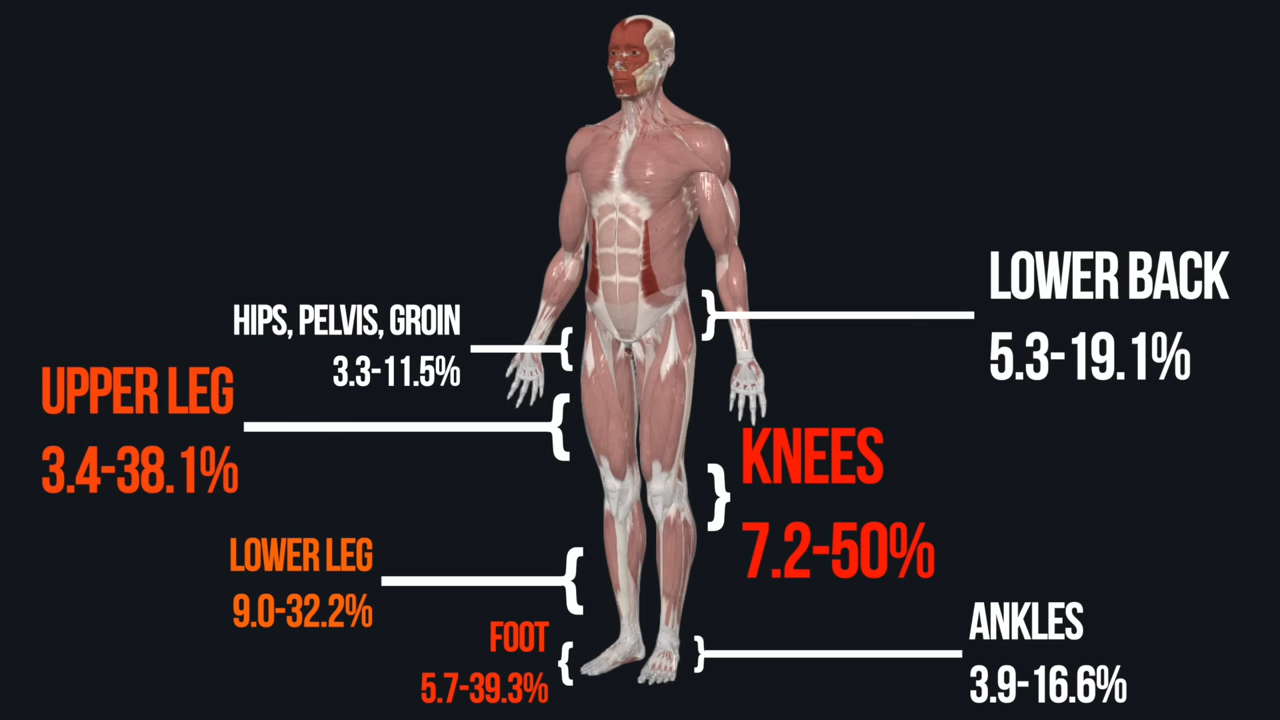 LOWER BACK
5.3-19.1%
HIPS, PELVIS, GROIN
3.3-11.5%
UPPER LEG
3.4-38.1%
KNEES
7.2-50%
LOWER LEG
9.0-32.2%
FOOT
5.7-39.3%
ANKLES
3.9-16.6%